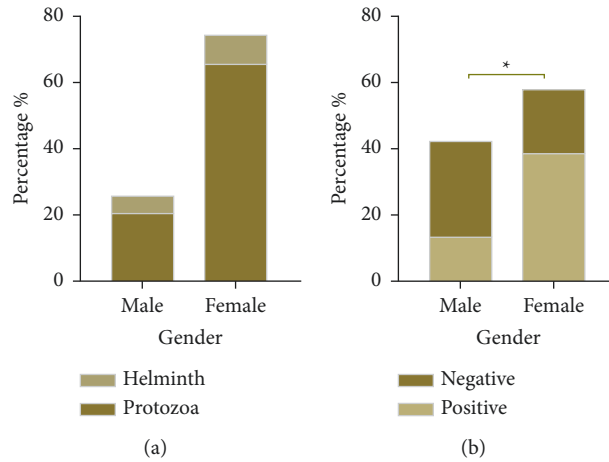 80
60
40
20
0
Percentage %
Male
Female
Gender
Helminth
Protozoa
(a)
80
60
40
20
0
Percentage %
*
Male
Female
Gender
Negative
Positive
(b)